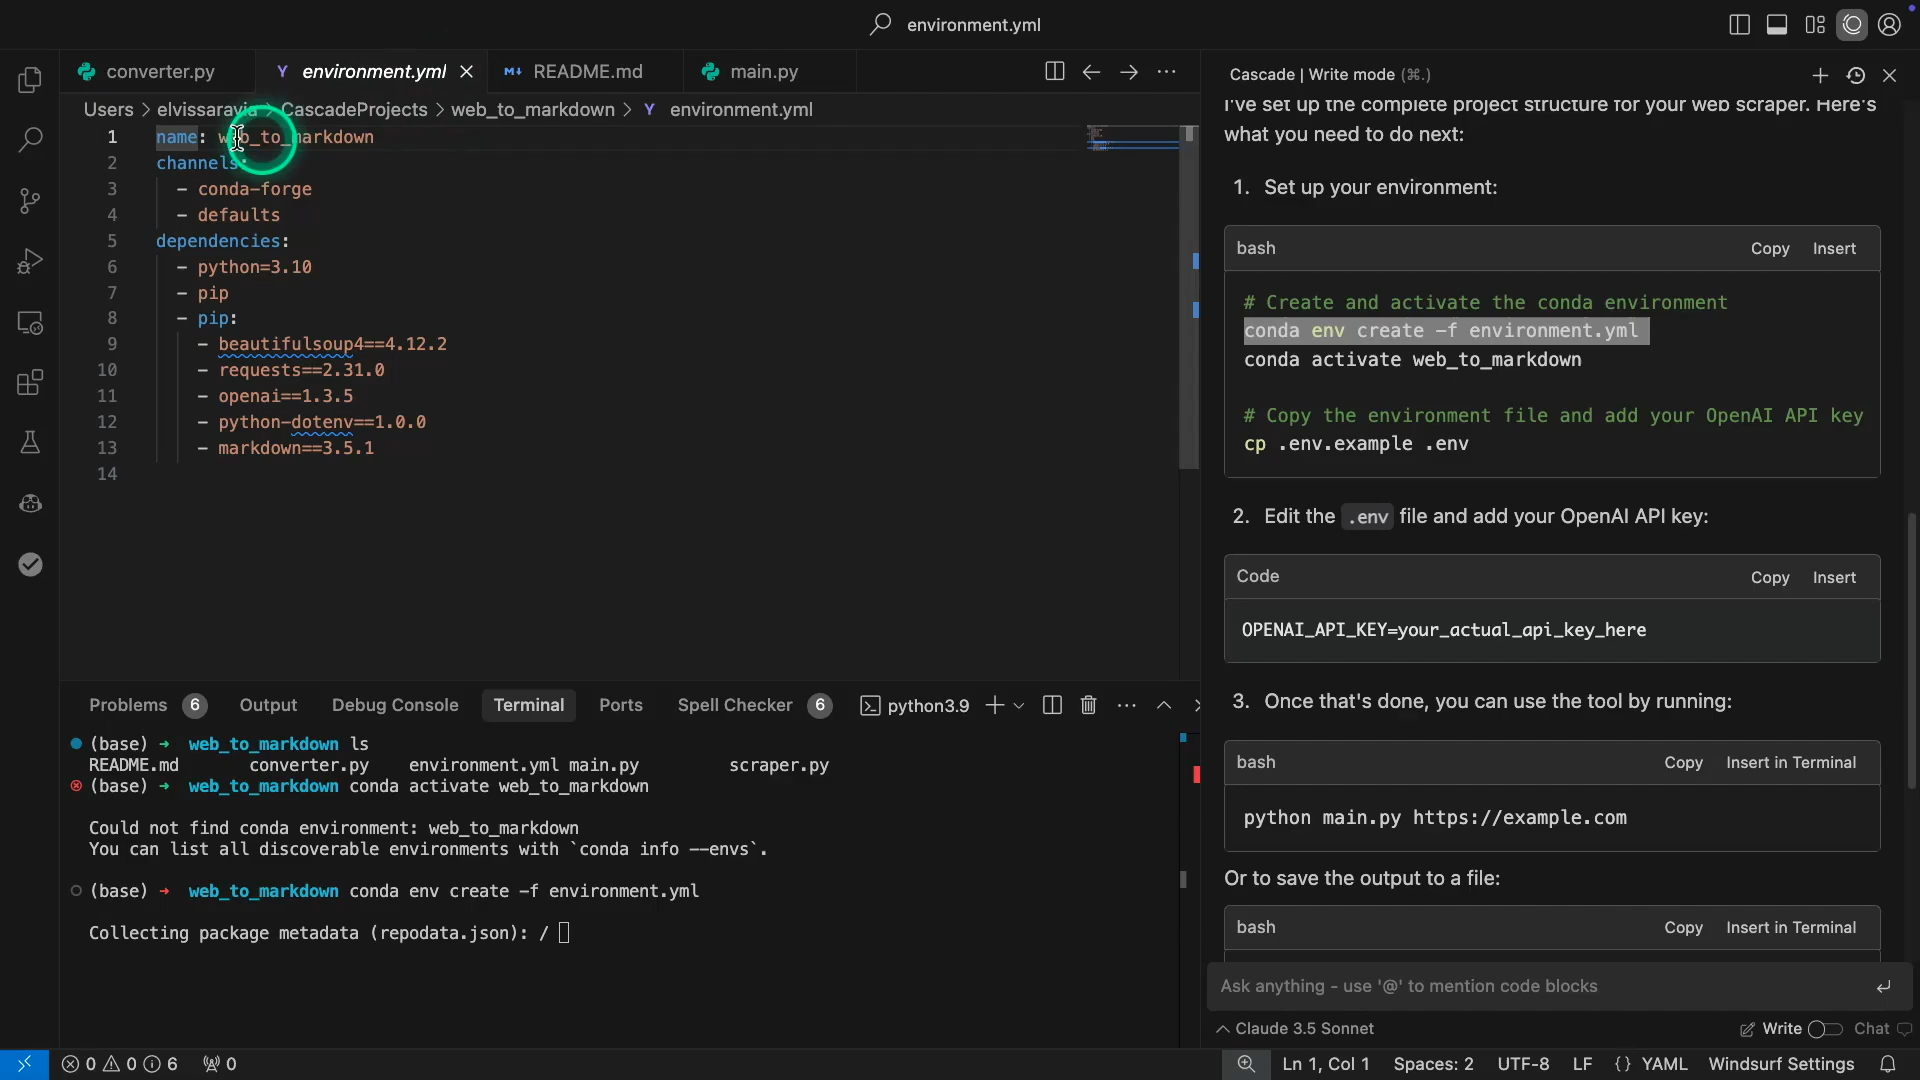 environment.yml
converter.py
environment.yml
README.md
main.py
Users > elvissaravia > CascadeProjects > web_to_markdown > Y environment.yml
1 name: web_to_markdown
2 channels:
3 - conda-forge
4 - defaults
5 dependencies:
6 - python=3.10
7 - pip
8 - pip:
9 - beautifulsoup4==4.12.2
10 - requests==2.31.0
11 - openai==1.3.5
12 - python-dotenv==1.0.0
13 - markdown==3.5.1
14
Problems 6 Output Debug Console Terminal Ports Spell Checker 6 python3.9
(base) ➜ web_to_markdown ls
README.md converter.py environment.yml main.py scraper.py
(base) ➜ web_to_markdown conda activate web_to_markdown
Could not find conda environment: web_to_markdown
You can list all discoverable environments with `conda info --envs`.
(base) ➜ web_to_markdown conda env create -f environment.yml
Collecting package metadata (repodata.json): /
Cascade | Write mode (⌘.)
I've set up the complete project structure for your web scraper. Here's
what you need to do next:
1. Set up your environment:
bash Copy Insert
# Create and activate the conda environment
conda env create -f environment.yml
conda activate web_to_markdown
# Copy the environment file and add your OpenAI API key
cp .env.example .env
2. Edit the .env file and add your OpenAI API key:
Code Copy Insert
OPENAI_API_KEY=your_actual_api_key_here
3. Once that's done, you can use the tool by running:
bash Copy Insert in Terminal
python main.py https://example.com
Or to save the output to a file:
bash Copy Insert in Terminal
Ask anything - use '@' to mention code blocks
Claude 3.5 Sonnet Write Chat
0 0 6 0 Ln 1, Col 1 Spaces: 2 UTF-8 LF {} YAML Windsurf Settings